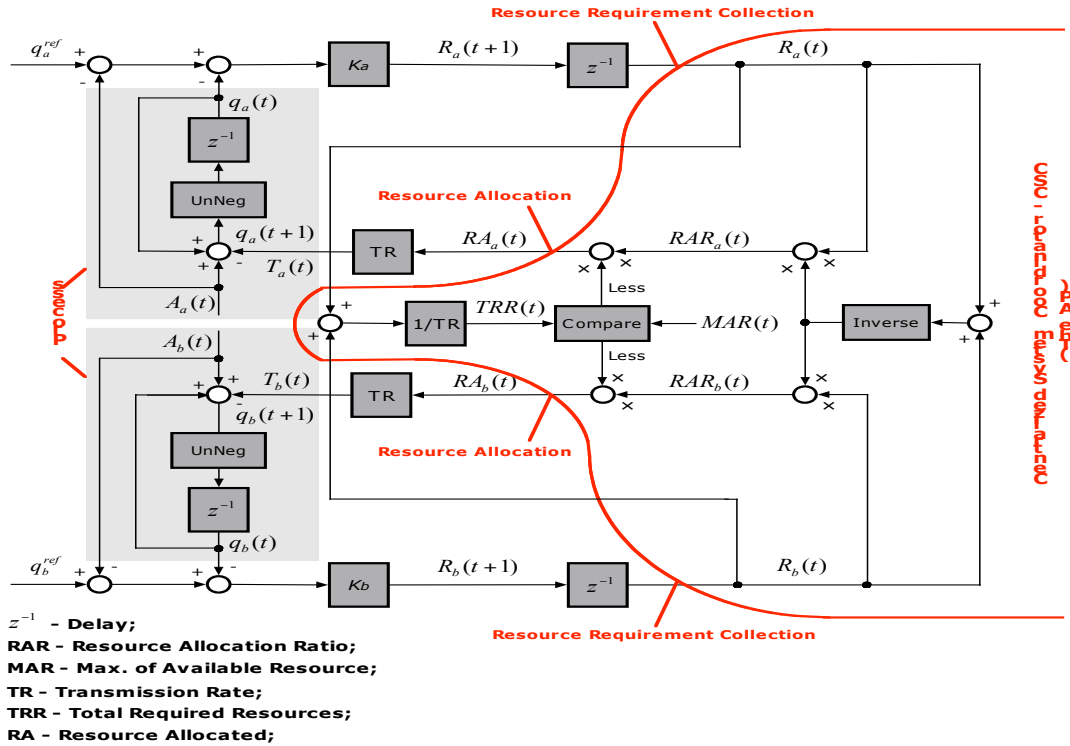 Resource Requirement Collection
q_a^{ref} + - + - Ka R_a(t+1) z^{-1} R_a(t)
q_a(t)
z^{-1}
UnNeg
Resource Allocation
+ q_a(t+1) TR RA_a(t) RAR_a(t)
+ - T_a(t) X X X X
A_a(t) Less
+ + 1/TR TRR(t) Compare MAR(t) Inverse + +
A_b(t) Less
+ + - T_b(t) TR RA_b(t) X X RAR_b(t) X X
q_b(t+1)
UnNeg
Resource Allocation
z^{-1}
q_b(t)
q_b^{ref} + - + - Kb R_b(t+1) z^{-1} R_b(t)
Resource Requirement Collection
z^{-1} - Delay;
RAR – Resource Allocation Ratio;
MAR – Max. of Available Resource;
TR – Transmission Rate;
TRR – Total Required Resources;
RA – Resource Allocated;